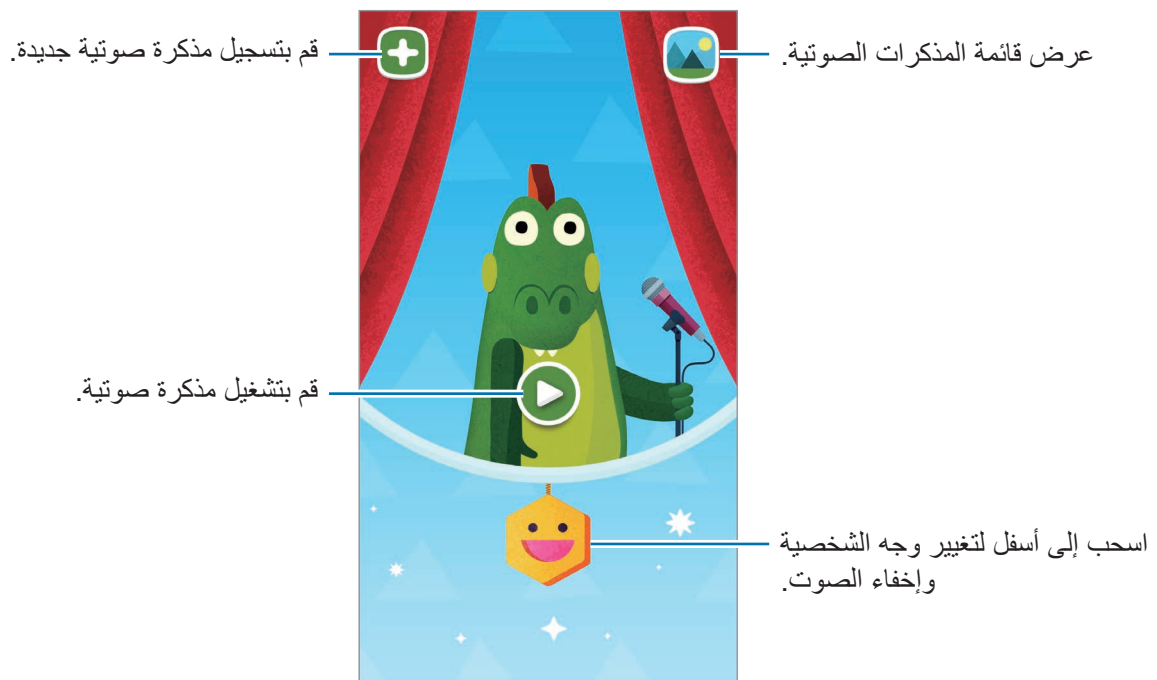 عرض قائمة المذكرات الصوتية.
قم بتسجيل مذكرة صوتية جديدة.
قم بتشغيل مذكرة صوتية.
اسحب إلى أسفل لتغيير وجه الشخصية
وإخفاء الصوت.